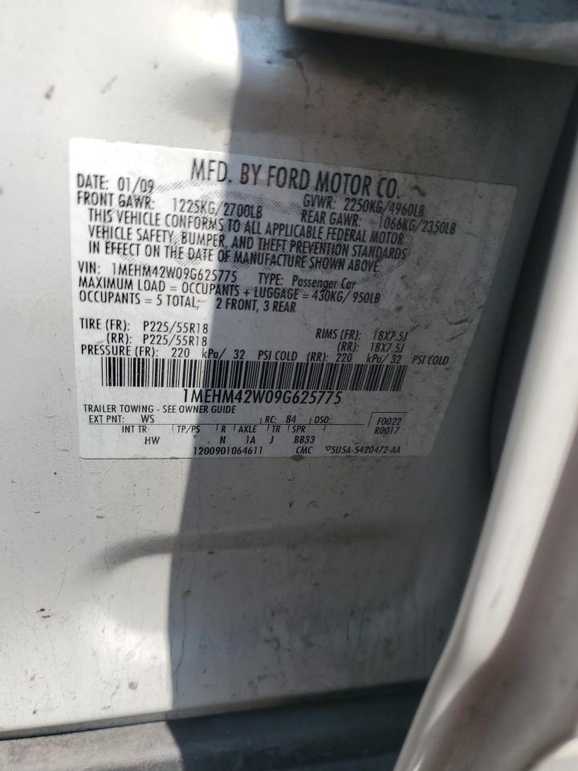 MFD. BY FORD MOTOR CO.
DATE: 01/09 GVWR: 2250KG/4960LB
FRONT GAWR: 1225KG/2700LB REAR GAWR: 1066KG/2350LB
THIS VEHICLE CONFORMS TO ALL APPLICABLE FEDERAL MOTOR
VEHICLE SAFETY, BUMPER, AND THEFT PREVENTION STANDARDS
IN EFFECT ON THE DATE OF MANUFACTURE SHOWN ABOVE.
VIN: 1MEHM42W09G625775 TYPE: Passenger Car
MAXIMUM LOAD = OCCUPANTS + LUGGAGE = 430KG/ 950LB
OCCUPANTS = 5 TOTAL; 2 FRONT, 3 REAR
TIRE (FR): P225/55R18 RIMS (FR): 18X7.5J
(RR): P225/55R18 (RR): 18X7.5J
PRESSURE (FR): 220 kPa/ 32 PSI COLD (RR): 220 kPa/ 32 PSI COLD
1MEHM42W09G625775
TRAILER TOWING - SEE OWNER GUIDE
EXT PNT: WS RC: 84 DSO: F0022
INT TR TP/PS R AXLE TR SPR R0017
HW N 1A J BB33
1200901064611 CMC 5U5A-5420472-AA